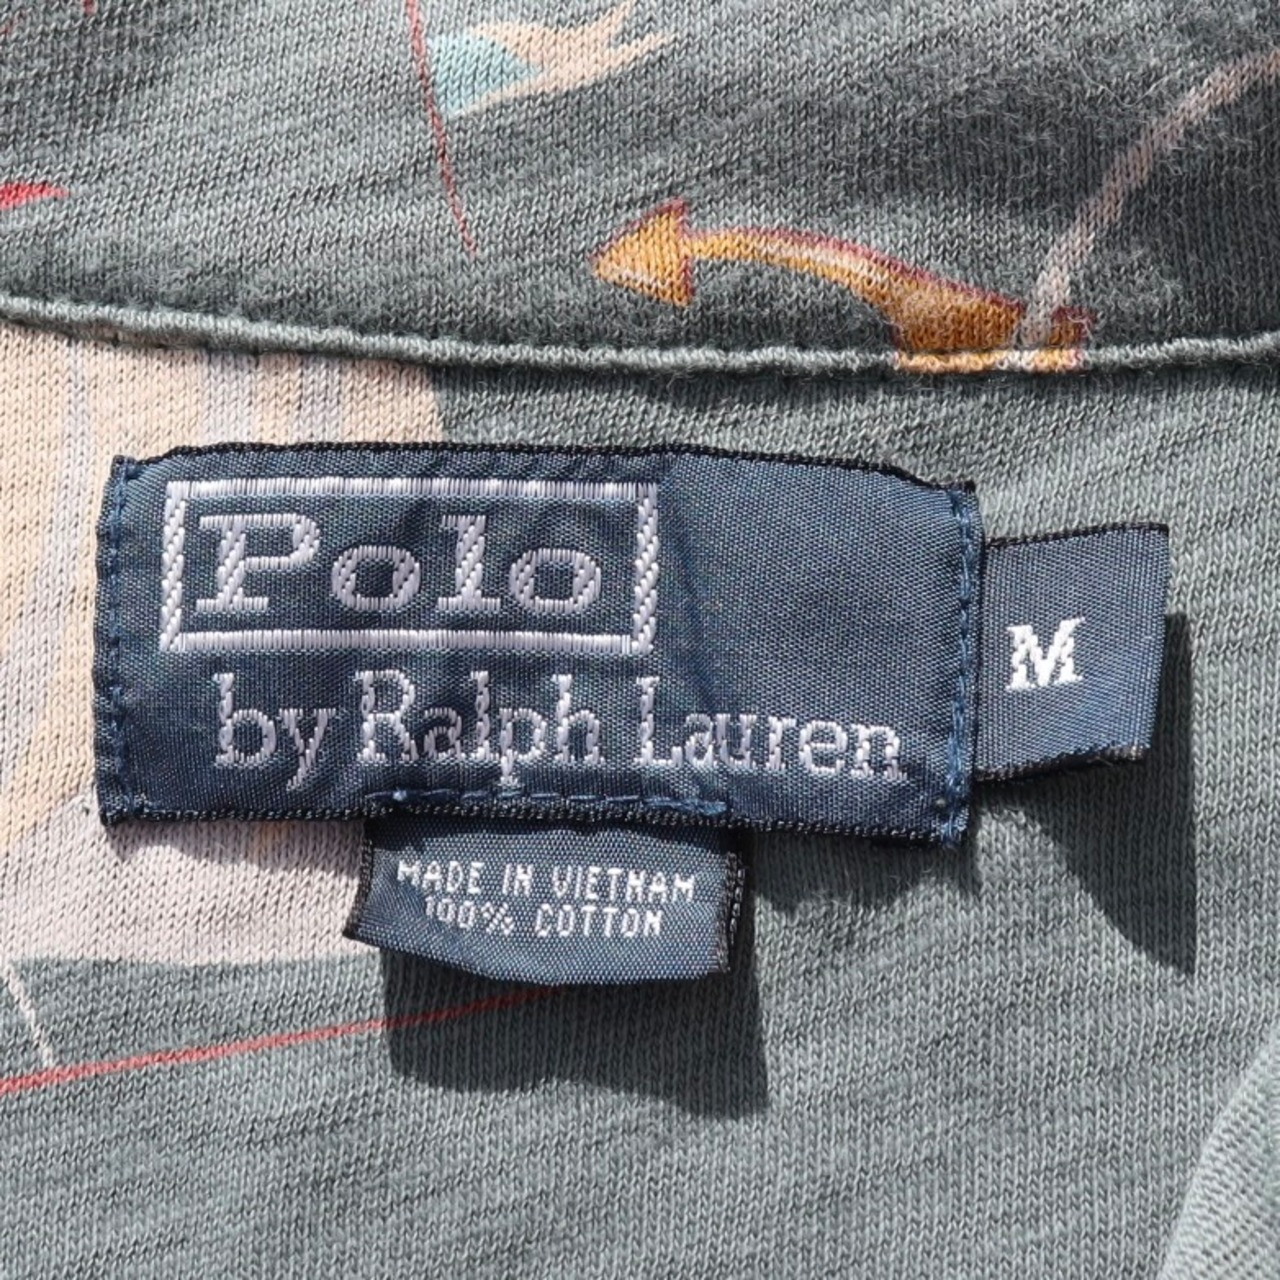 Polo
by Ralph Lauren
M
MADE IN VIETNAM
100% COTTON